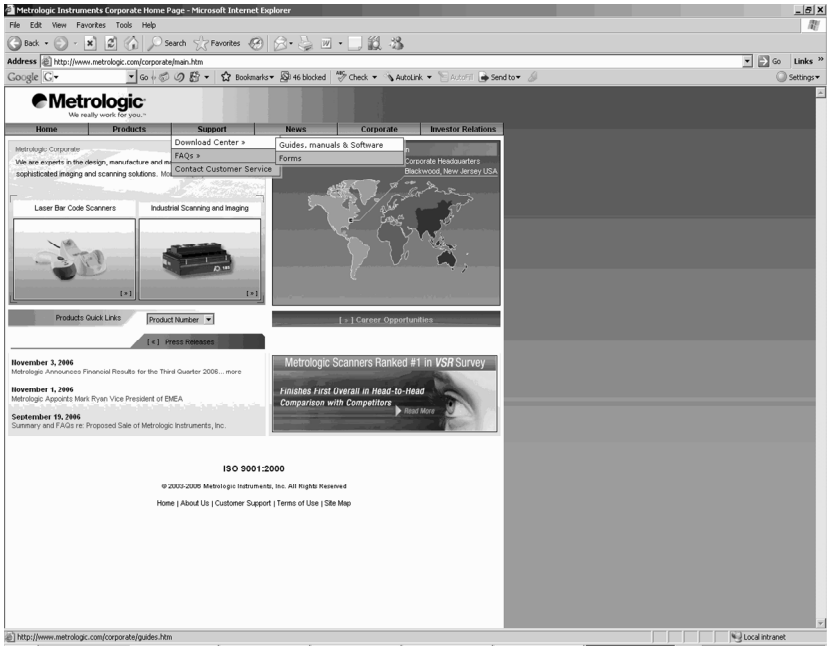 Metrologic Instruments Corporate Home Page - Microsoft Internet Explorer
File Edit View Favorites Tools Help
Back Search Favorites
Address http://www.metrologic.com/corporate/main.htm Go Links »
Google G Go Bookmarks 46 blocked Check AutoLink AutoFill Send to Settings
Metrologic
We really work for you.
Home Products Support News Corporate Investor Relations
Download Center » Guides, manuals & Software
FAQs » Forms
Contact Customer Service
Metrologic Corporate
We are experts in the design, manufacture and
sophisticated imaging and scanning solutions.
Corporate Headquarters
Blackwood, New Jersey USA
Laser Bar Code Scanners Industrial Scanning and Imaging
[»] [»]
Products Quick Links Product Number
[ » ] Career Opportunities
[«] Press Releases
November 3, 2006
Metrologic Announces Financial Results for the Third Quarter 2006... more
November 1, 2006
Metrologic Appoints Mark Ryan Vice President of EMEA
September 19, 2006
Summary and FAQs re: Proposed Sale of Metrologic Instruments, Inc.
Metrologic Scanners Ranked #1 in VSR Survey
Finishes First Overall in Head-to-Head
Comparison with Competitors
Read More
ISO 9001:2000
© 2003-2006 Metrologic Instruments, Inc. All Rights Reserved
Home | About Us | Customer Support | Terms of Use | Site Map
http://www.metrologic.com/corporate/guides.htm Local intranet